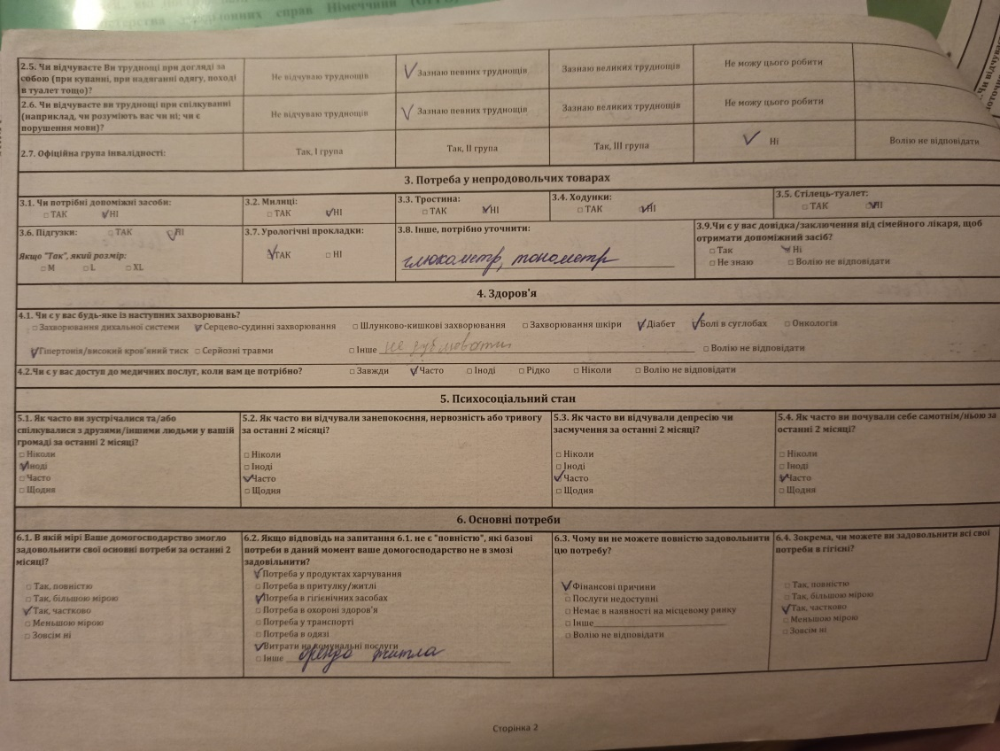 істерства закордонних справ Німеччини
2.5. Чи відчуваєте Ви труднощі при догляді за собою (при купанні, при надяганні одягу, поході в туалет тощо)?
Не відчуваю труднощів
Зазнаю певних труднощів
Зазнаю великих труднощів
Не можу цього робити
2.6. Чи відчуваєте ви труднощі при спілкуванні (наприклад, чи розуміють вас чи ні; чи є порушення мови)?
Не відчуваю труднощів
Зазнаю певних труднощів
Зазнаю великих труднощів
Не можу цього робити
2.7. Офіційна група інвалідності:
Так, І група
Так, ІІ група
Так, ІІІ група
Ні
Волію не відповідати
3. Потреба у непродовольчих товарах
3.1. Чи потрібні допоміжні засоби:
ТАК НІ
3.2. Милиці:
ТАК НІ
3.3. Тростина:
ТАК НІ
3.4. Ходунки:
ТАК НІ
3.5. Стілець-туалет:
ТАК НІ
3.6. Підгузки: ТАК НІ
Якщо "Так", який розмір:
M L XL
3.7. Урологічні прокладки:
ТАК НІ
3.8. Інше, потрібно уточнити:
глюкометр, тонометр
3.9.Чи є у вас довідка/заключення від сімейного лікаря, щоб
отримати допоміжний засіб?
Так Ні
Не знаю Волію не відповідати
4. Здоров'я
4.1. Чи є у вас будь-яке із наступних захворювань?
Захворювання дихальної системи Серцево-судинні захворювання Шлунково-кишкові захворювання Захворювання шкіри Діабет Болі в суглобах Онкологія
Гіпертонія/високий кров'яний тиск Серйозні травми Інше не Волію не відповідати
4.2.Чи є у вас доступ до медичних послуг, коли вам це потрібно? Завжди Часто Іноді Рідко Ніколи Волію не відповідати
5. Психосоціальний стан
5.1. Як часто ви зустрічалися та/або
спілкувалися з друзями/іншими людьми у вашій
громаді за останні 2 місяці?
Ніколи
Іноді
Часто
Щодня
5.2. Як часто ви відчували занепокоєння, нервозність або тривогу
за останні 2 місяці?
Ніколи
Іноді
Часто
Щодня
5.3. Як часто ви відчували депресію чи
засмучення за останні 2 місяці?
Ніколи
Іноді
Часто
Щодня
5.4. Як часто ви почували себе самотнім/ньою за
останні 2 місяці?
Ніколи
Іноді
Часто
Щодня
6. Основні потреби
6.1. В якій мірі Ваше домогосподарство змогло
задовольнити свої основні потреби за останні 2
місяці?
Так, повністю
Так, більшою мірою
Так, частково
Меньшою мірою
Зовсім ні
6.2. Якщо відповідь на запитання 6.1. не є "повністю", які базові
потреби в даний момент ваше домогосподарство не в змозі
задовільнити?
Потреба у продуктах харчування
Потреба в притулку/житлі
Потреба в гігієнічних засобах
Потреба в охороні здоров'я
Потреба у транспорті
Потреба в одязі
Витрати на комунальні послуги
Інше оренда житла
6.3. Чому ви не можете повністю задовольнити
цю потребу?
Фінансові причини
Послуги недоступні
Немає в наявності на місцевому ринку
Інше
Волію не відповідати
6.4. Зокрема, чи можете ви задовольнити всі свої
потреби в гігієні?
Так, повністю
Так, більшою мірою
Так, частково
Меньшою мірою
Зовсім ні
Сторінка 2